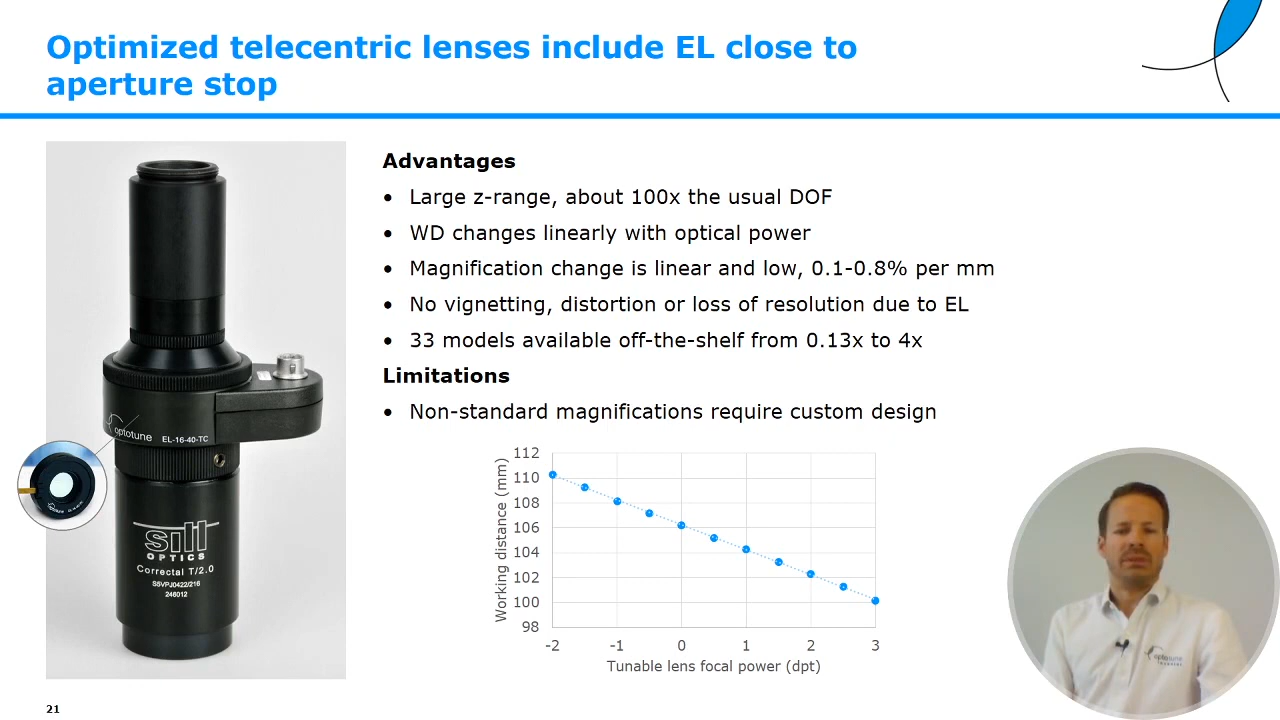 Optimized telecentric lenses include EL close to
aperture stop
Advantages
• Large z-range, about 100x the usual DOF
• WD changes linearly with optical power
• Magnification change is linear and low, 0.1-0.8% per mm
• No vignetting, distortion or loss of resolution due to EL
• 33 models available off-the-shelf from 0.13x to 4x
Limitations
• Non-standard magnifications require custom design
optotune EL-16-40-TC
sill
OPTICS
Correctal T/2.0
S5VPJ0422/216
246012
Working distance (mm)
112
110
108
106
104
102
100
98
-2 -1 0 1 2 3
Tunable lens focal power (dpt)
optotune
21